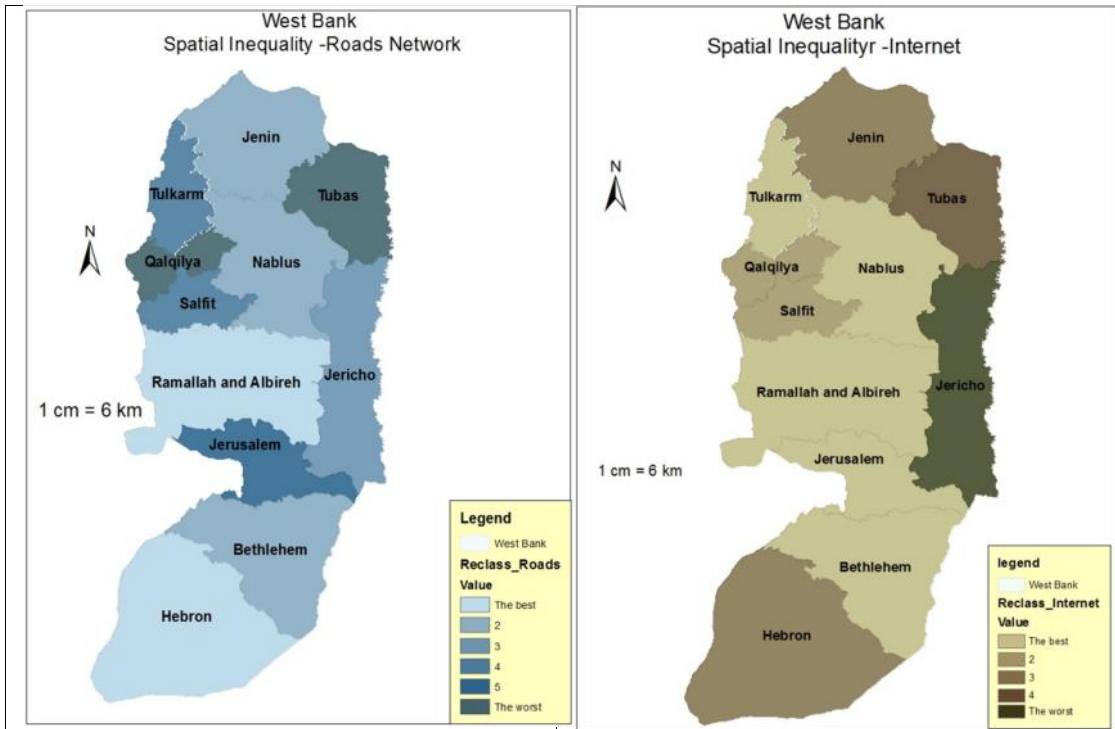 West Bank
Spatial Inequality -Roads Network
Jenin
Tulkarm
Tubas
N
Qalqilya
Nablus
Salfit
Ramallah and Albireh
Jericho
1 cm = 6 km
Jerusalem
Bethlehem
Hebron
Legend
West Bank
Reclass_Roads
Value
The best
2
3
4
5
The worst
West Bank
Spatial Inequalityr -Internet
Jenin
N
Tulkarm
Tubas
Qalqilya
Nablus
Salfit
Ramallah and Albireh
Jericho
Jerusalem
1 cm = 6 km
Bethlehem
Hebron
legend
West Bank
Reclass_Internet
Value
The best
2
3
4
The worst